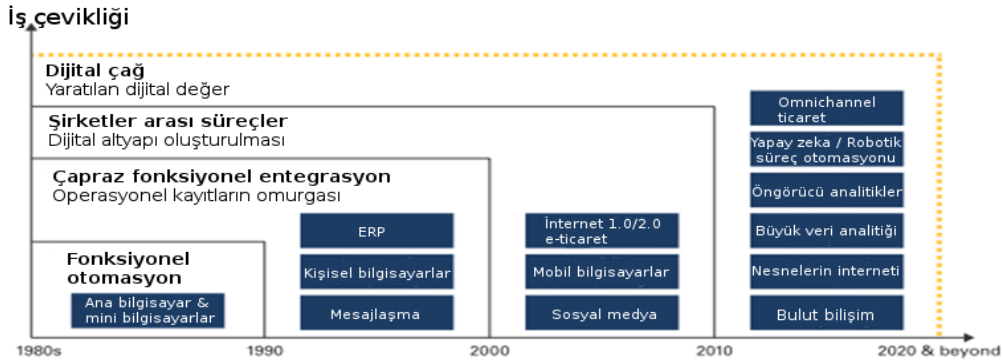 İş çevikliği
Dijital çağ
Yaratılan dijital değer
Şirketler arası süreçler
Dijital altyapı oluşturulması
Çapraz fonksiyonel entegrasyon
Operasyonel kayıtların omurgası
Fonksiyonel
otomasyon
Ana bilgisayar &
mini bilgisayarlar
ERP
Kişisel bilgisayarlar
Mesajlaşma
İnternet 1.0/2.0
e-ticaret
Mobil bilgisayarlar
Sosyal medya
Omnichannel
ticaret
Yapay zeka / Robotik
süreç otomasyonu
Öngörücü analitikler
Büyük veri analitiği
Nesnelerin interneti
Bulut bilişim
1980s
1990
2000
2010
2020 & beyond